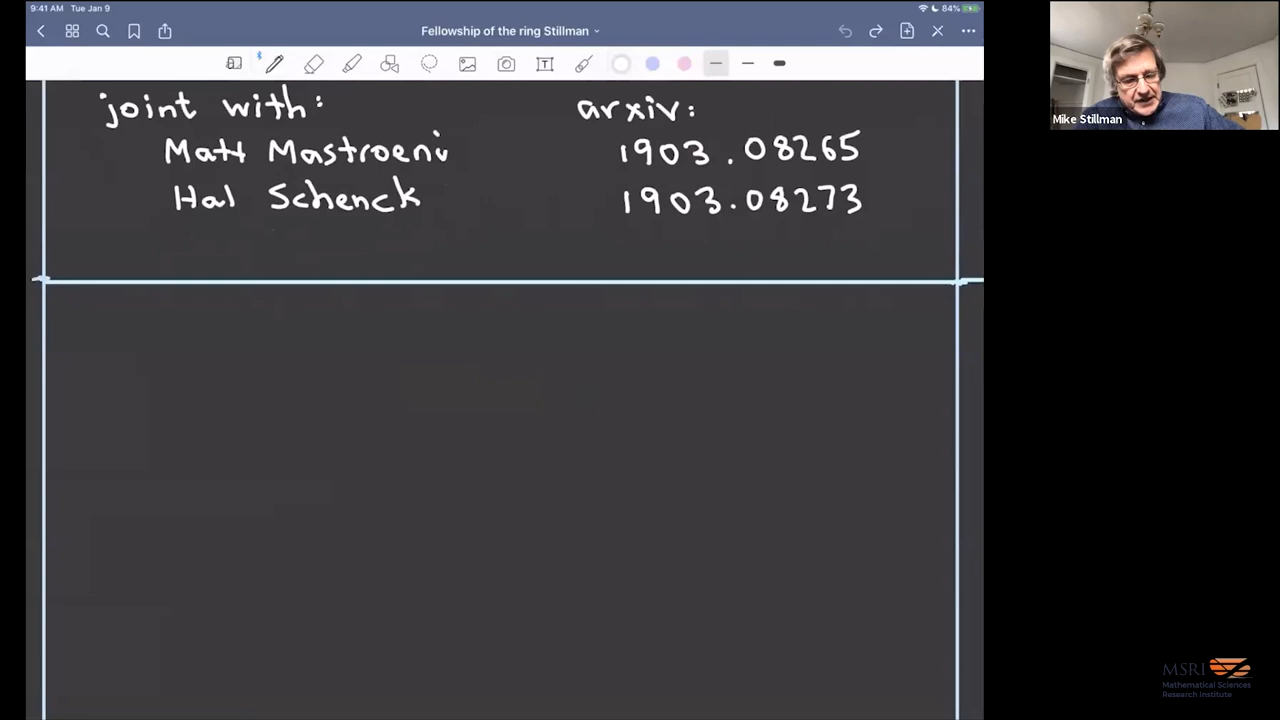 9:41 AM Tue Jan 9
84%
Fellowship of the ring Stillman
joint with:
arxiv:
Matt Mastroeni
1903.08265
Hal Schenck
1903.08273
Mike Stillman
MSRI
Mathematical Sciences
Research Institute